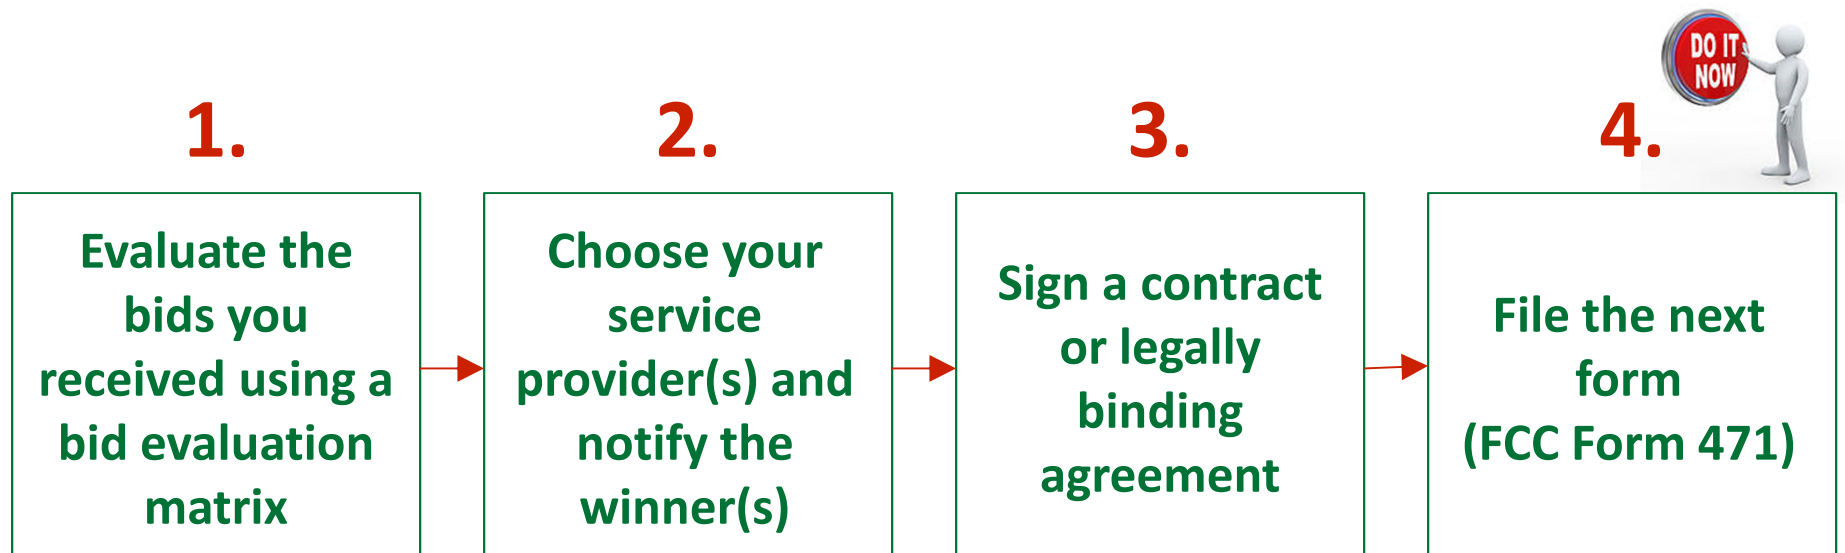 DO IT
NOW
1.
2.
3.
4.
Evaluate the
bids you
received using a
bid evaluation
matrix
Choose your
service
provider(s) and
notify the
winner(s)
Sign a contract
or legally
binding
agreement
File the next
form
(FCC Form 471)